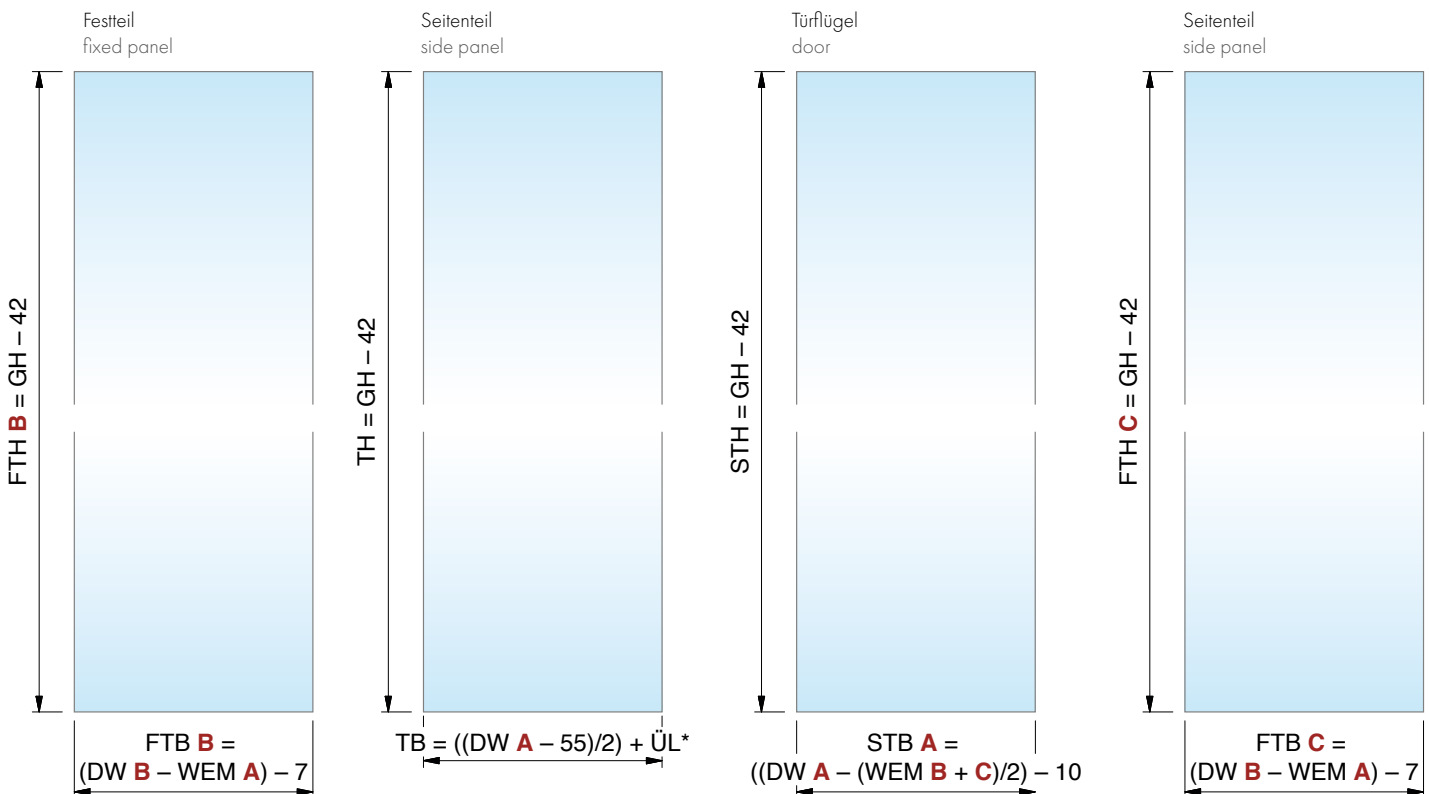 Festteil
fixed panel
FTH B = GH – 42
FTB B =
(DW B – WEM A) – 7
Seitenteil
side panel
TH = GH – 42
TB = ((DW A – 55)/2) + ÜL*
Türflügel
door
STH = GH – 42
STB A =
((DW A – (WEM B + C)/2) – 10
Seitenteil
side panel
FTH C = GH – 42
FTB C =
(DW B – WEM A) – 7